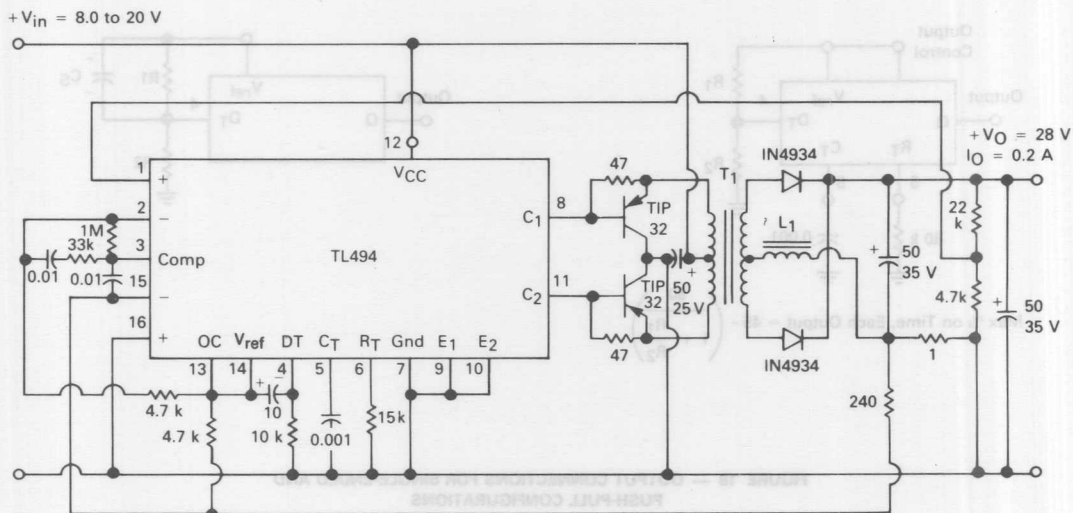 +Vin = 8.0 to 20 V
12
VCC
1
+
2
−
1M
33k
3
Comp
0.01
0.01
15
−
16
+
TL494
C1
8
47
TIP
32
C2
11
TIP
32
47
50
25V
+
T1
IN4934
L1
IN4934
+VO = 28 V
IO = 0.2 A
22
k
4.7k
+
50
35 V
+
50
35 V
1
240
OC
Vref
DT
CT
RT
Gnd
E1
E2
13
14
4
5
6
7
9
10
4.7 k
4.7 k
+
−
10
10 k
0.001
15k